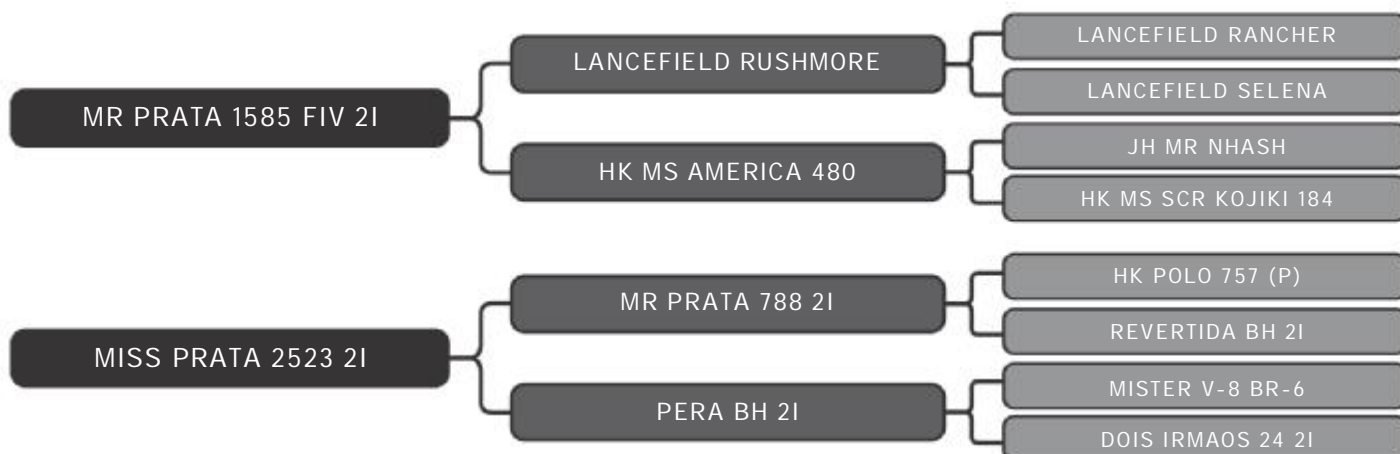 MR PRATA 1585 FIV 2I
LANCEFIELD RUSHMORE
LANCEFIELD RANCHER
LANCEFIELD SELENA
HK MS AMERICA 480
JH MR NHASH
HK MS SCR KOJIKI 184
MISS PRATA 2523 2I
MR PRATA 788 2I
HK POLO 757 (P)
REVERTIDA BH 2I
PERA BH 2I
MISTER V-8 BR-6
DOIS IRMAOS 24 2I